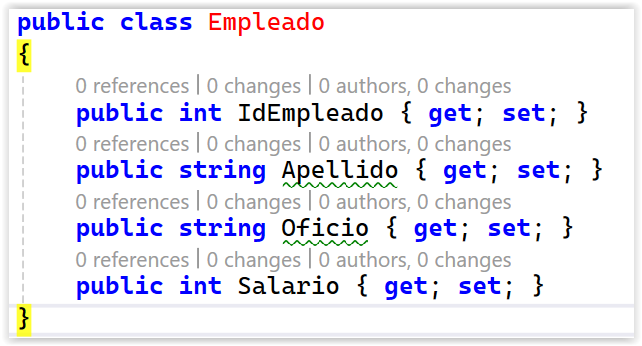 public class Empleado
{
0 references | 0 changes | 0 authors, 0 changes
public int IdEmpleado { get; set; }
0 references | 0 changes | 0 authors, 0 changes
public string Apellido { get; set; }
0 references | 0 changes | 0 authors, 0 changes
public string Oficio { get; set; }
0 references | 0 changes | 0 authors, 0 changes
public int Salario { get; set; }
}